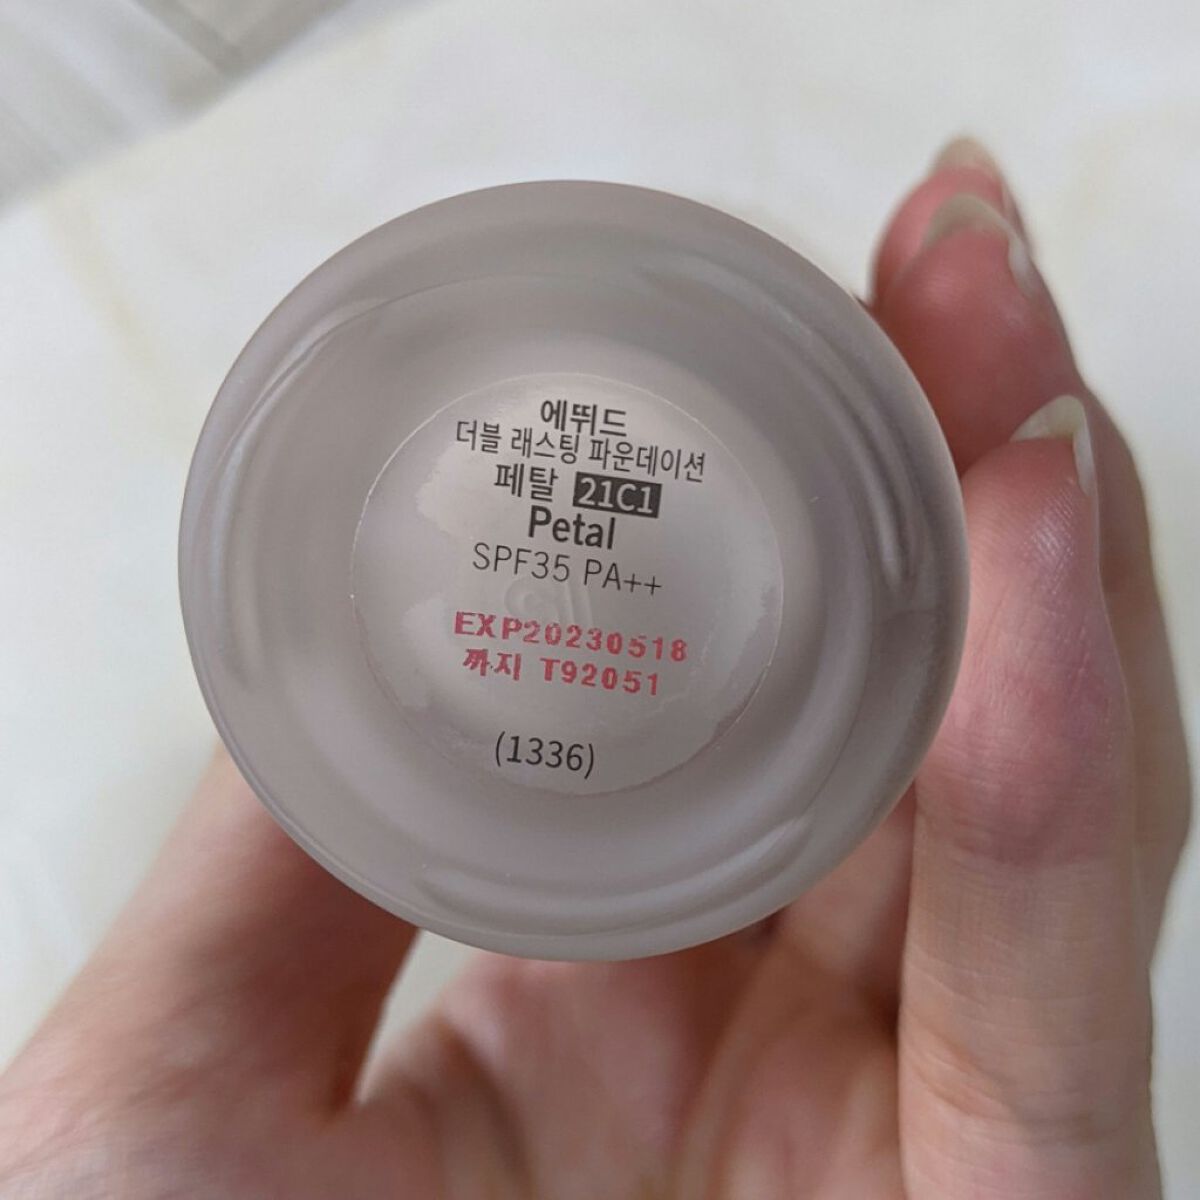 에뛰드
더블 래스팅 파운데이션
페탈 21C1
Petal
SPF35 PA++
EXP20230518
까지 T92051
(1336)